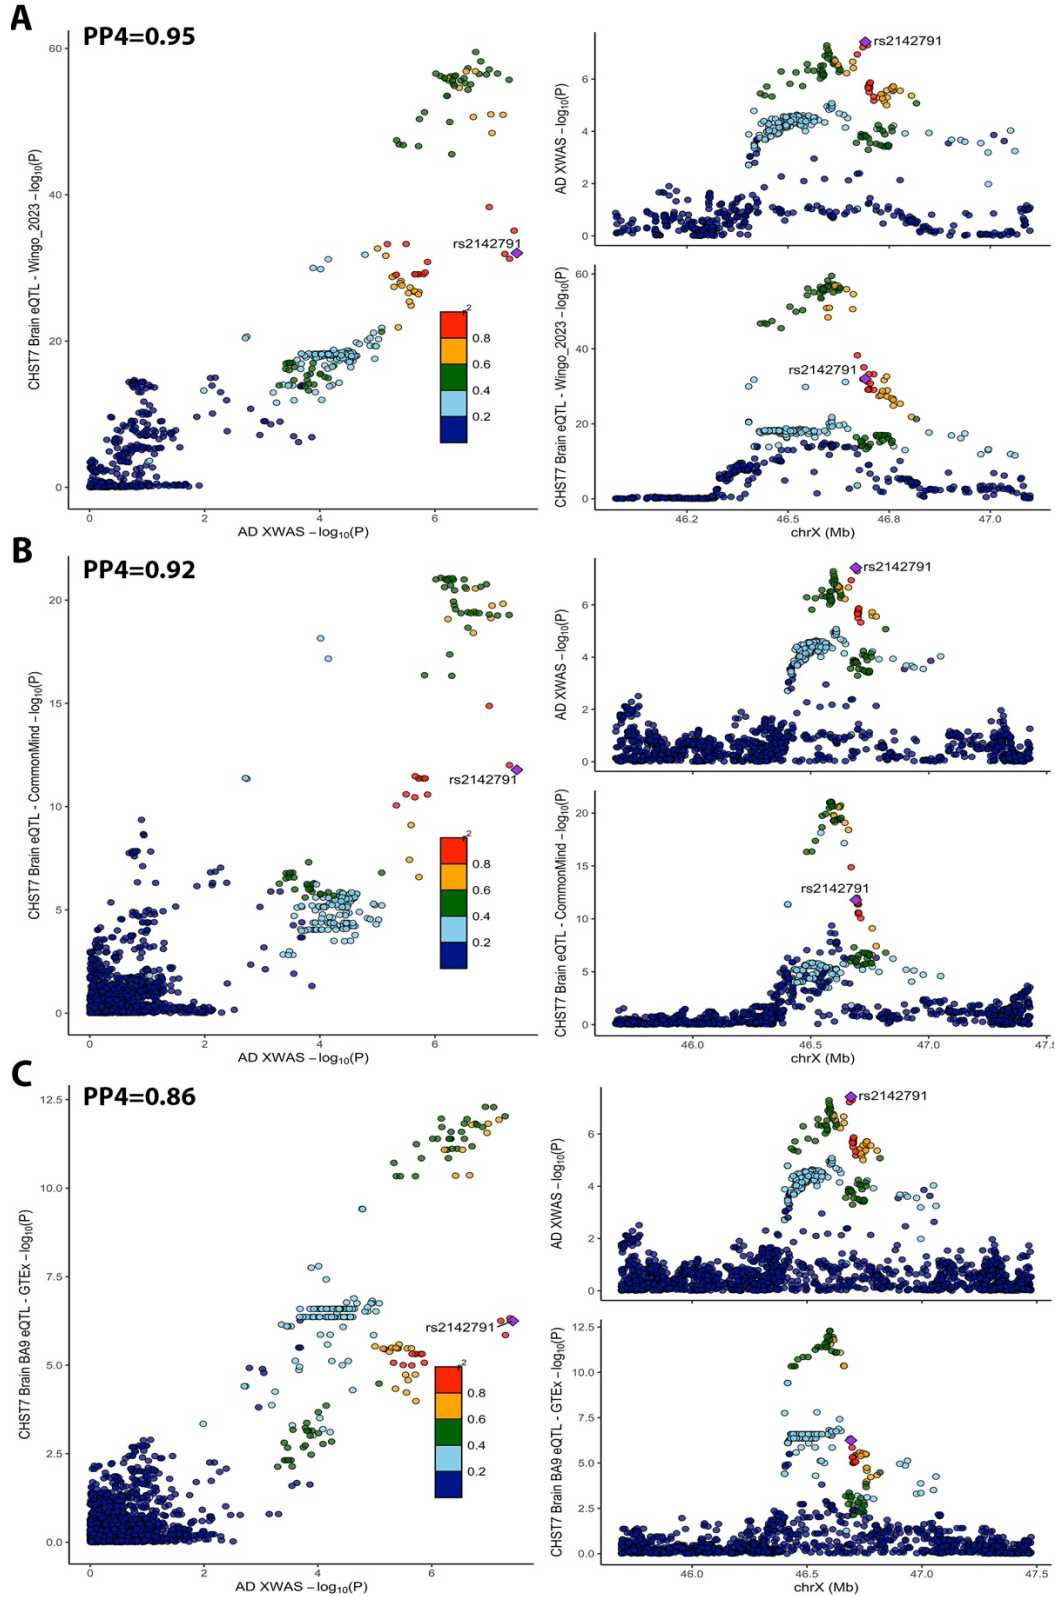 A
PP4=0.95
CHST7 Brain eQTL - Wingo_2023 −log10(P)
60
40
20
0
rs2142791
r2
0.8
0.6
0.4
0.2
0
2
4
6
AD XWAS −log10(P)
AD XWAS −log10(P)
6
4
2
0
rs2142791
CHST7 Brain eQTL - Wingo_2023 −log10(P)
60
40
20
0
rs2142791
46.2
46.5
46.8
47.0
chrX (Mb)
B
PP4=0.92
CHST7 Brain eQTL - CommonMind −log10(P)
20
15
10
5
0
rs2142791
r2
0.8
0.6
0.4
0.2
0
2
4
6
AD XWAS −log10(P)
AD XWAS −log10(P)
6
4
2
0
rs2142791
CHST7 Brain eQTL - CommonMind −log10(P)
20
15
10
5
0
rs2142791
46.0
46.5
47.0
47.5
chrX (Mb)
C
PP4=0.86
CHST7 Brain BA9 eQTL - GTEx −log10(P)
12.5
10.0
7.5
5.0
2.5
0.0
rs2142791
r2
0.8
0.6
0.4
0.2
0
2
4
6
AD XWAS −log10(P)
AD XWAS −log10(P)
6
4
2
0
rs2142791
CHST7 Brain BA9 eQTL - GTEx −log10(P)
12.5
10.0
7.5
5.0
2.5
0.0
rs2142791
46.0
46.5
47.0
47.5
chrX (Mb)